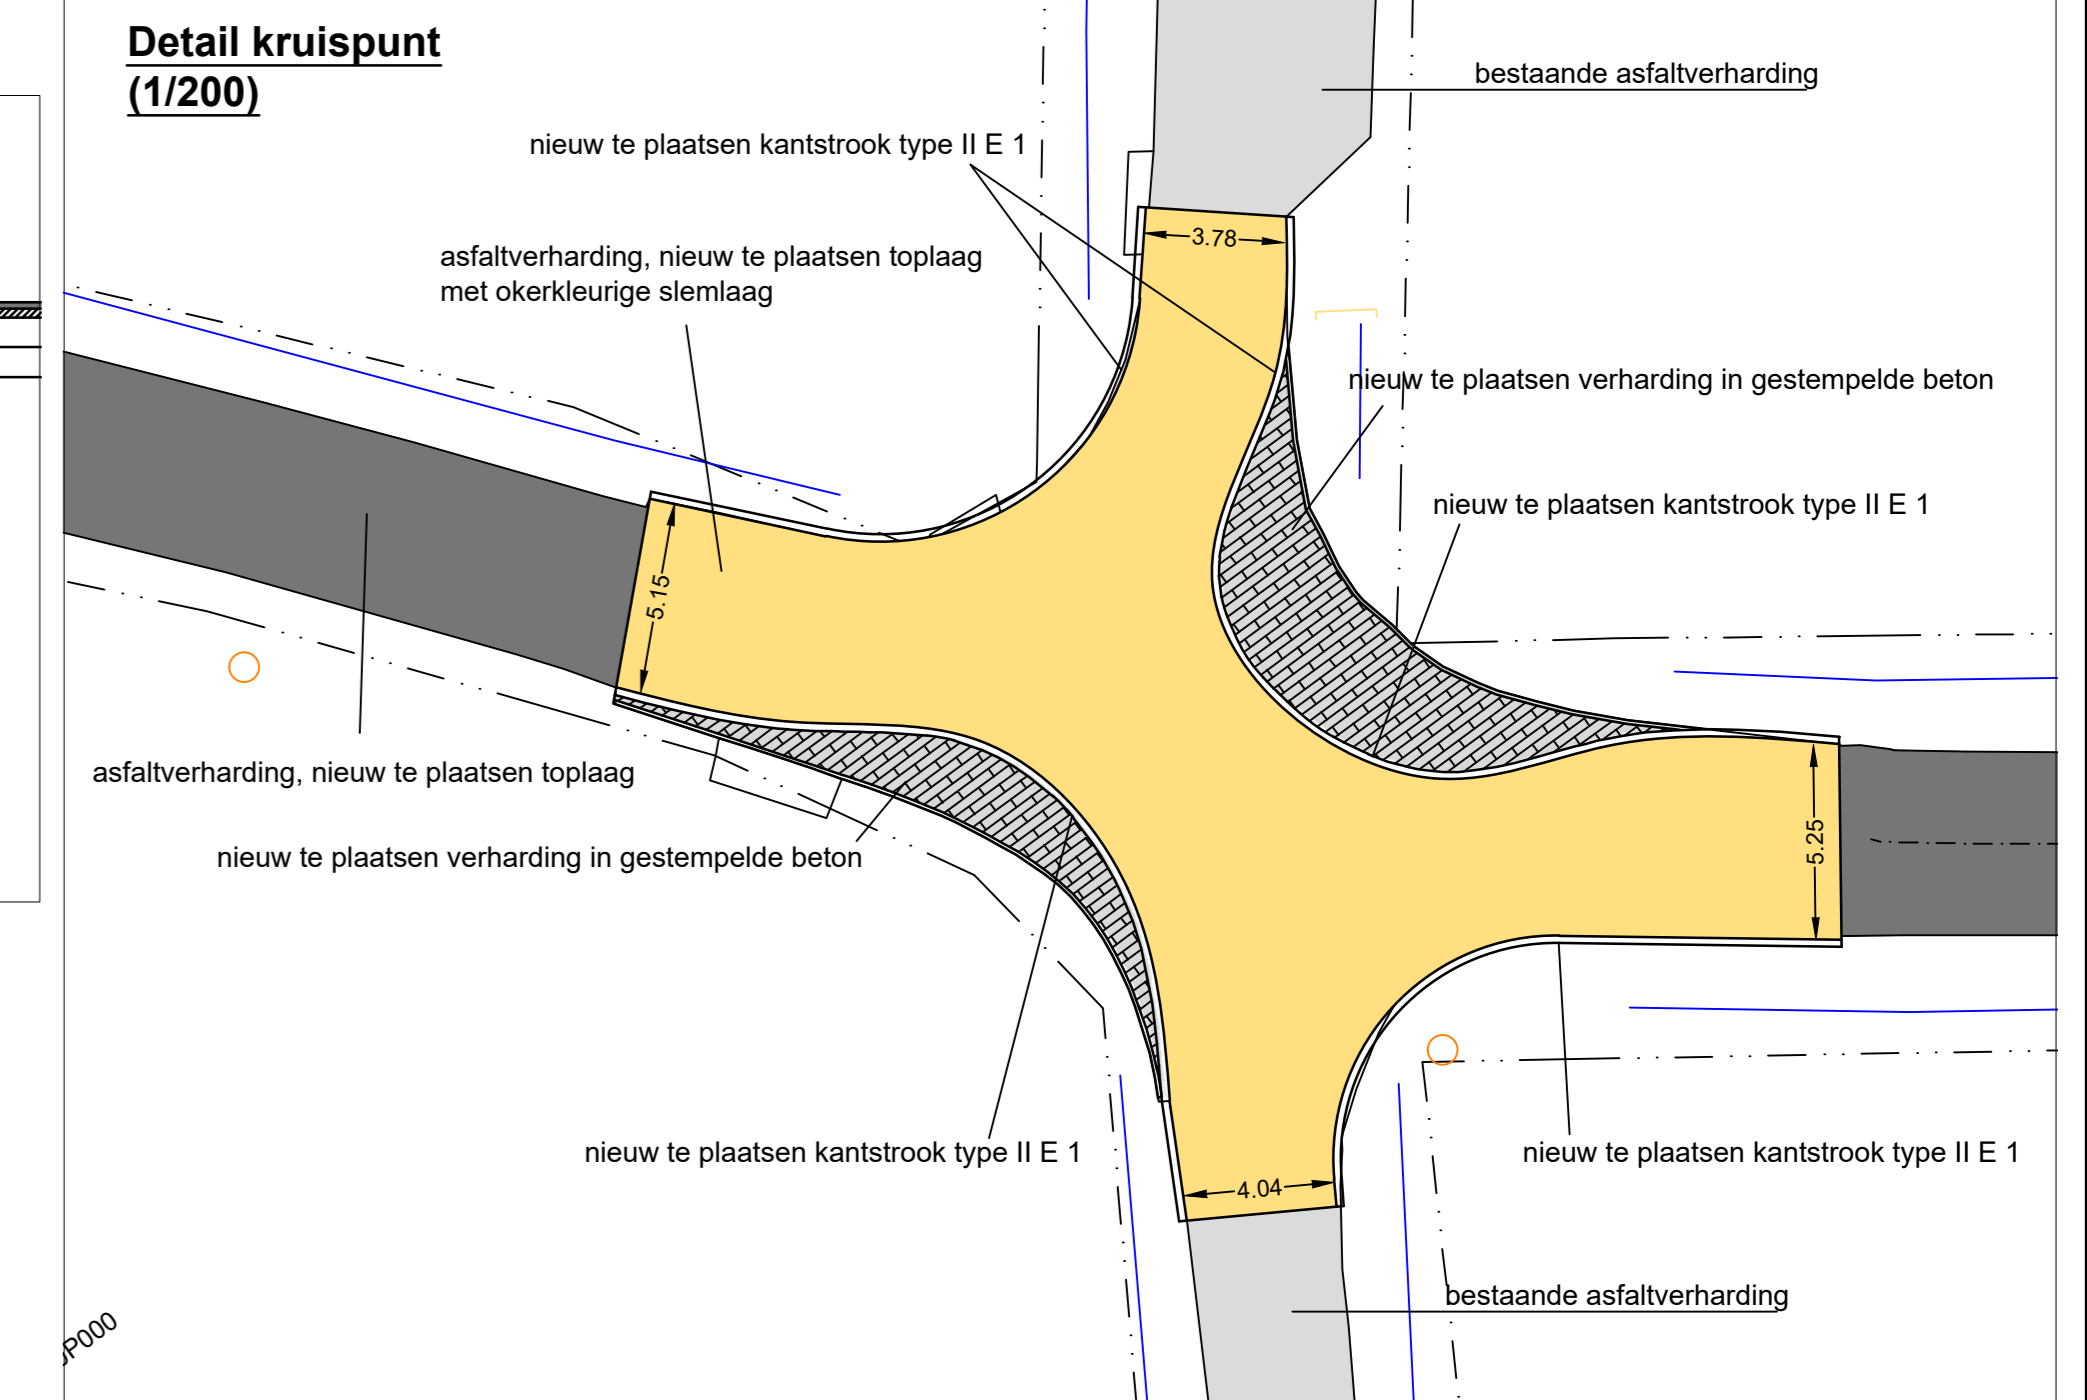 Detail kruispunt
(1/200)
bestaande asfaltverharding
nieuw te plaatsen kantstrook type II E 1
3.78
asfaltverharding, nieuw te plaatsen toplaag
met okerkleurige slemlaag
nieuw te plaatsen verharding in gestempelde beton
nieuw te plaatsen kantstrook type II E 1
5.15
asfaltverharding, nieuw te plaatsen toplaag
5.25
nieuw te plaatsen verharding in gestempelde beton
nieuw te plaatsen kantstrook type II E 1
nieuw te plaatsen kantstrook type II E 1
4.04
bestaande asfaltverharding
P000